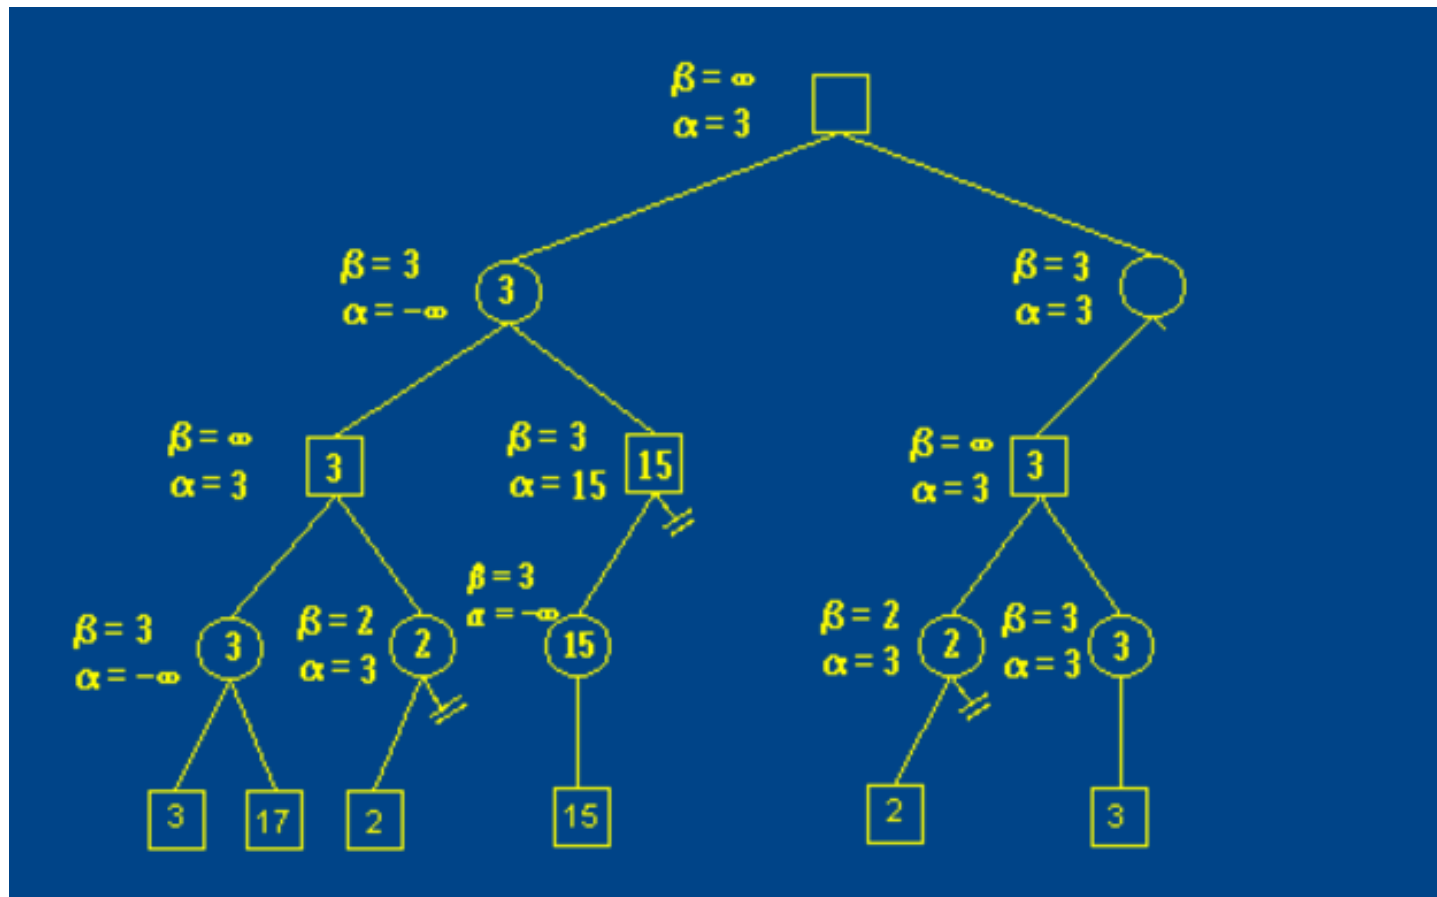 β = ∞
α = 3
β = 3
α = −∞
3
β = 3
α = 3
β = ∞
α = 3
3
β = 3
α = 15
15
β = ∞
α = 3
3
β = 3
α = −∞
3
β = 2
α = 3
2
β = 3
α = −∞
15
β = 2
α = 3
2
β = 3
α = 3
3
3
17
2
15
2
3